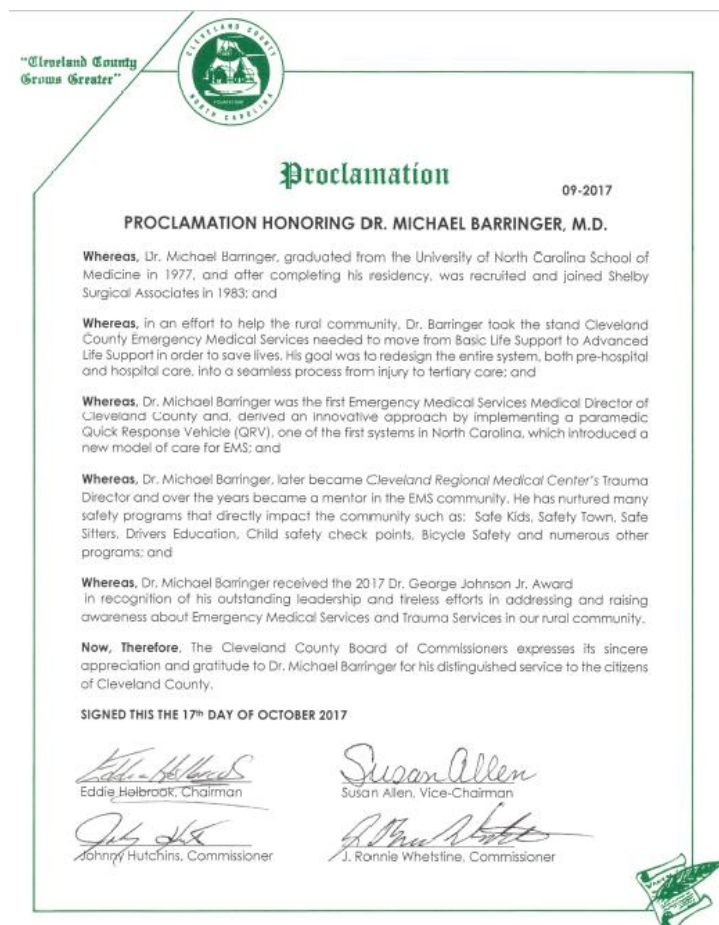 "Cleveland County
Grows Greater"
CLEVELAND COUNTY
NORTH CAROLINA
Proclamation
09-2017
PROCLAMATION HONORING DR. MICHAEL BARRINGER, M.D.
Whereas, Dr. Michael Barringer, graduated from the University of North Carolina School of
Medicine in 1977, and after completing his residency, was recruited and joined Shelby
Surgical Associates in 1983; and
Whereas, in an effort to help the rural community, Dr. Barringer took the stand Cleveland
County Emergency Medical Services needed to move from Basic Life Support to Advanced
Life Support in order to save lives. His goal was to redesign the entire system, both pre-hospital
and hospital care, into a seamless process from injury to tertiary care; and
Whereas, Dr. Michael Barringer was the first Emergency Medical Services Medical Director of
Cleveland County and, derived an innovative approach by implementing a paramedic
Quick Response Vehicle (QRV), one of the first systems in North Carolina, which introduced a
new model of care for EMS; and
Whereas, Dr. Michael Barringer, later became Cleveland Regional Medical Center's Trauma
Director and over the years became a mentor in the EMS community. He has nurtured many
safety programs that directly impact the community such as: Safe Kids, Safety Town, Safe
Sitters, Drivers Education, Child safety check points, Bicycle Safety and numerous other
programs; and
Whereas, Dr. Michael Barringer received the 2017 Dr. George Johnson Jr. Award
in recognition of his outstanding leadership and tireless efforts in addressing and raising
awareness about Emergency Medical Services and Trauma Services in our rural community.
Now, Therefore, The Cleveland County Board of Commissioners expresses its sincere
appreciation and gratitude to Dr. Michael Barringer for his distinguished service to the citizens
of Cleveland County.
SIGNED THIS THE 17th DAY OF OCTOBER 2017
Susan Allen
Eddie Holbrook, Chairman
Susan Allen, Vice-Chairman
Johnny Hutchins, Commissioner
J. Ronnie Whetstine, Commissioner